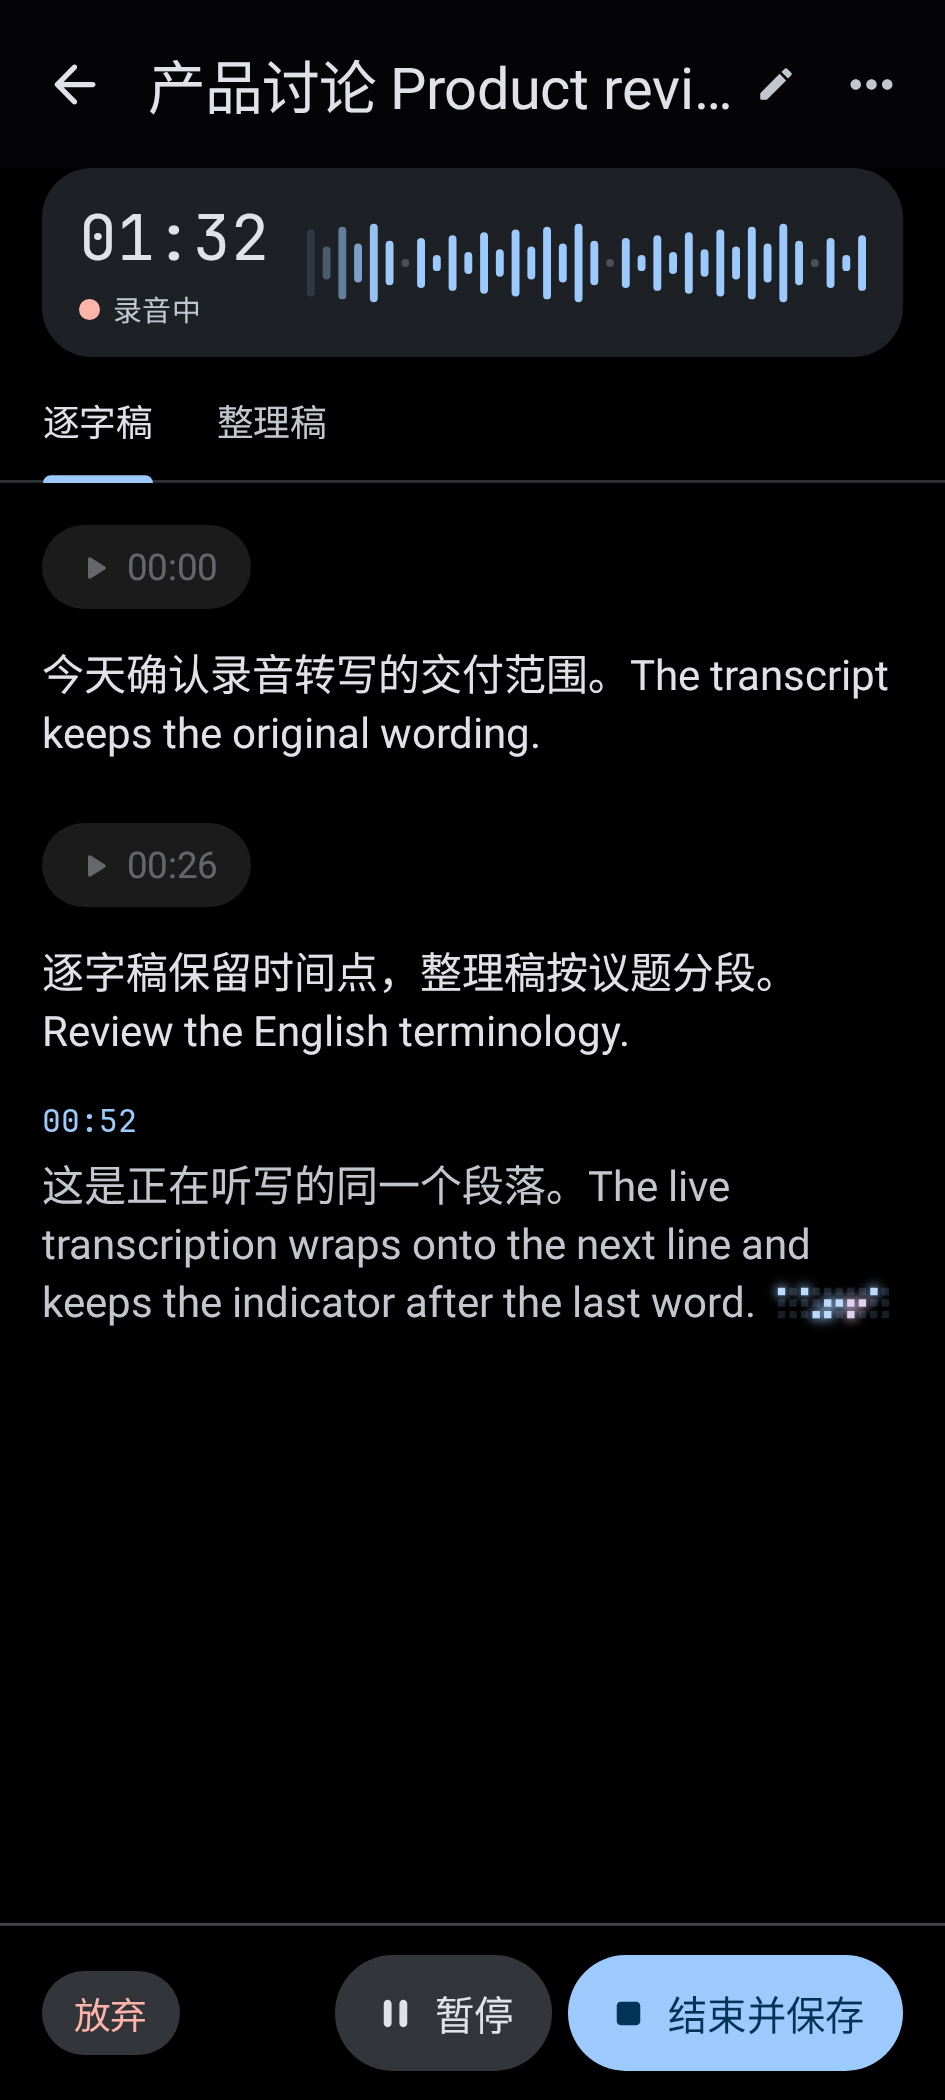 产品讨论 Product revi...
01:32
录音中
逐字稿 整理稿
00:00
今天确认录音转写的交付范围。The transcript
keeps the original wording.
00:26
逐字稿保留时间点，整理稿按议题分段。
Review the English terminology.
00:52
这是正在听写的同一个段落。The live
transcription wraps onto the next line and
keeps the indicator after the last word.
放弃 暂停 结束并保存